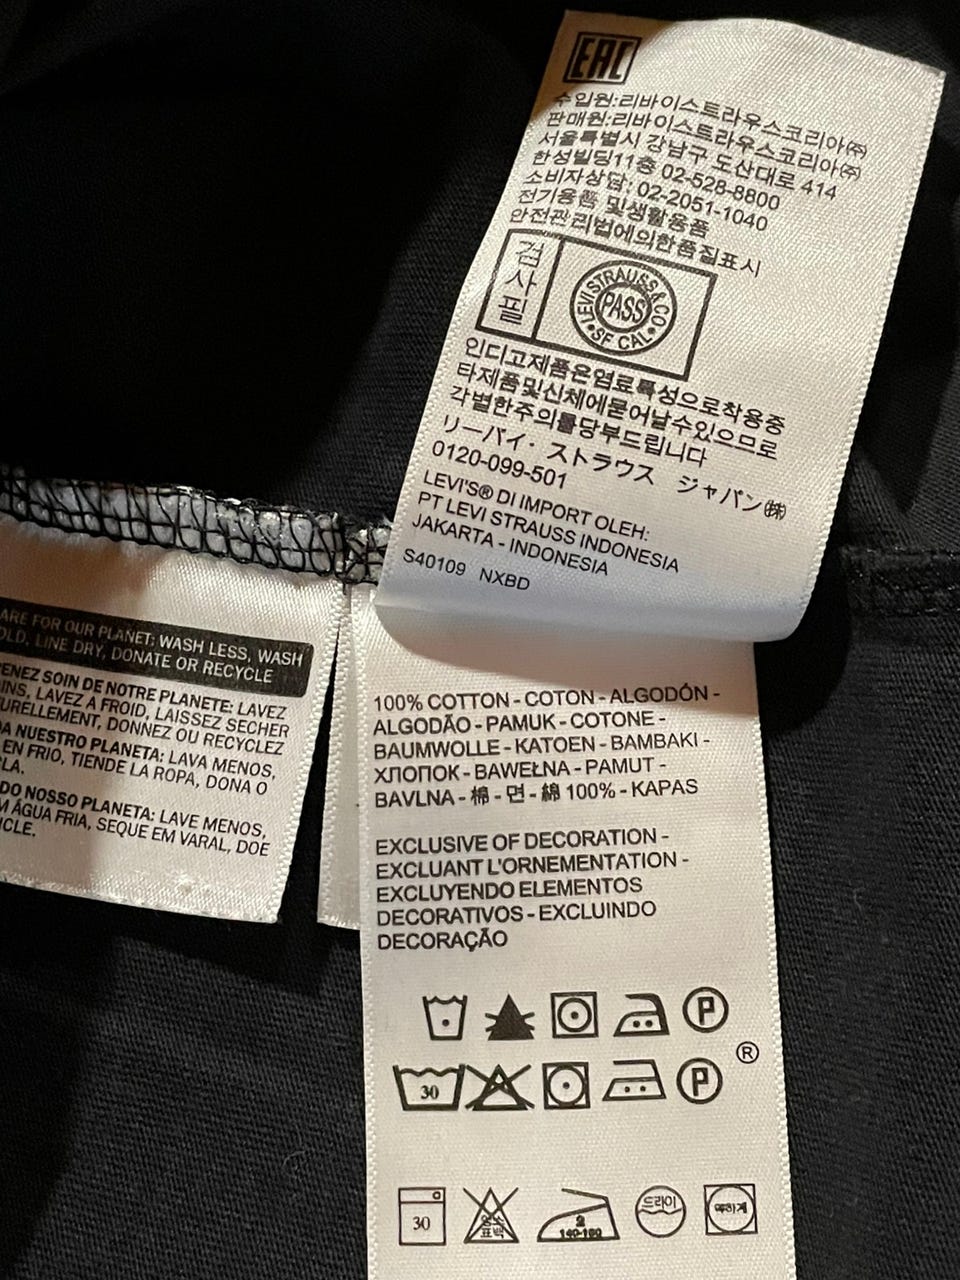 EAC
수입원:리바이스트라우스코리아㈜
판매원:리바이스트라우스코리아㈜
서울특별시 강남구 도산대로 414
한성빌딩11층 02-528-8800
소비자상담; 02-2051-1040
전기용품 및생활용품
안전관리법에의한품질표시
검사필
LEVI STRAUSS & CO
PASS
•SF CAL•
인디고제품은염료특성으로착용중
타제품및신체에묻어날수있으므로
각별한주의를당부드립니다
リーバイ・ストラウス ジャパン㈱
0120-099-501
LEVI'S® DI IMPORT OLEH:
PT LEVI STRAUSS INDONESIA
JAKARTA - INDONESIA
S40109 NXBD
ARE FOR OUR PLANET: WASH LESS, WASH
OLD, LINE DRY, DONATE OR RECYCLE
ENEZ SOIN DE NOTRE PLANETE: LAVEZ
INS, LAVEZ À FROID, LAISSEZ SECHER
URELLEMENT, DONNEZ OU RECYCLEZ
A NUESTRO PLANETA: LAVA MENOS,
EN FRIO, TIENDE LA ROPA, DONA O
LA.
DO NOSSO PLANETA: LAVE MENOS,
M ÁGUA FRIA, SEQUE EM VARAL, DOE
ICLE.
100% COTTON - COTON - ALGODÓN -
ALGODÃO - PAMUK - COTONE -
BAUMWOLLE - KATOEN - BAMBAKI -
ХЛОПОК - BAWEŁNA - PAMUT -
BAVLNA - 棉 - 면 - 綿 100% - KAPAS
EXCLUSIVE OF DECORATION -
EXCLUANT L'ORNEMENTATION -
EXCLUYENDO ELEMENTOS
DECORATIVOS - EXCLUINDO
DECORAÇÃO
P
®
30 P
30 염소표백 140-160 드라이 약하게